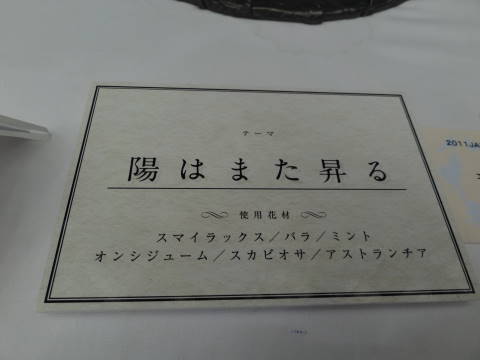 テーマ
陽はまた昇る
使用花材
スマイラックス／バラ／ミント
オンシジューム／スカビオサ／アストランチア
2011JA